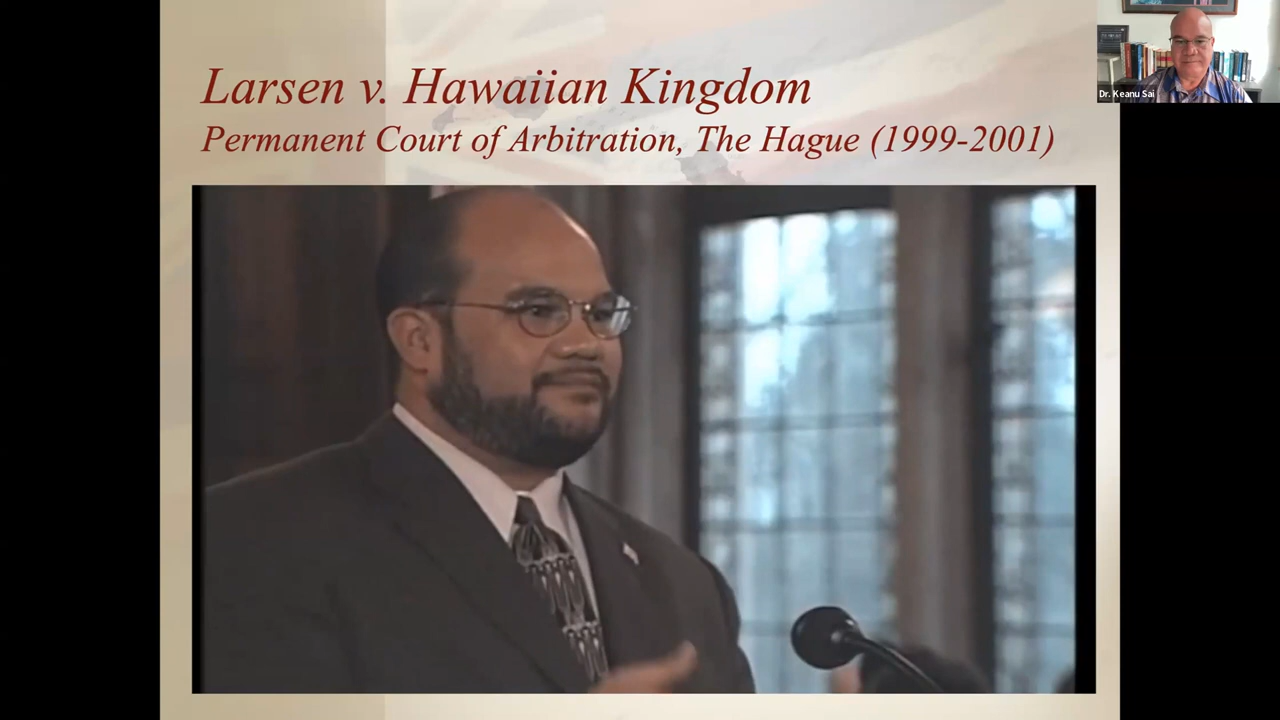 Larsen v. Hawaiian Kingdom
Permanent Court of Arbitration, The Hague (1999-2001)
Dr. Keanu Sai